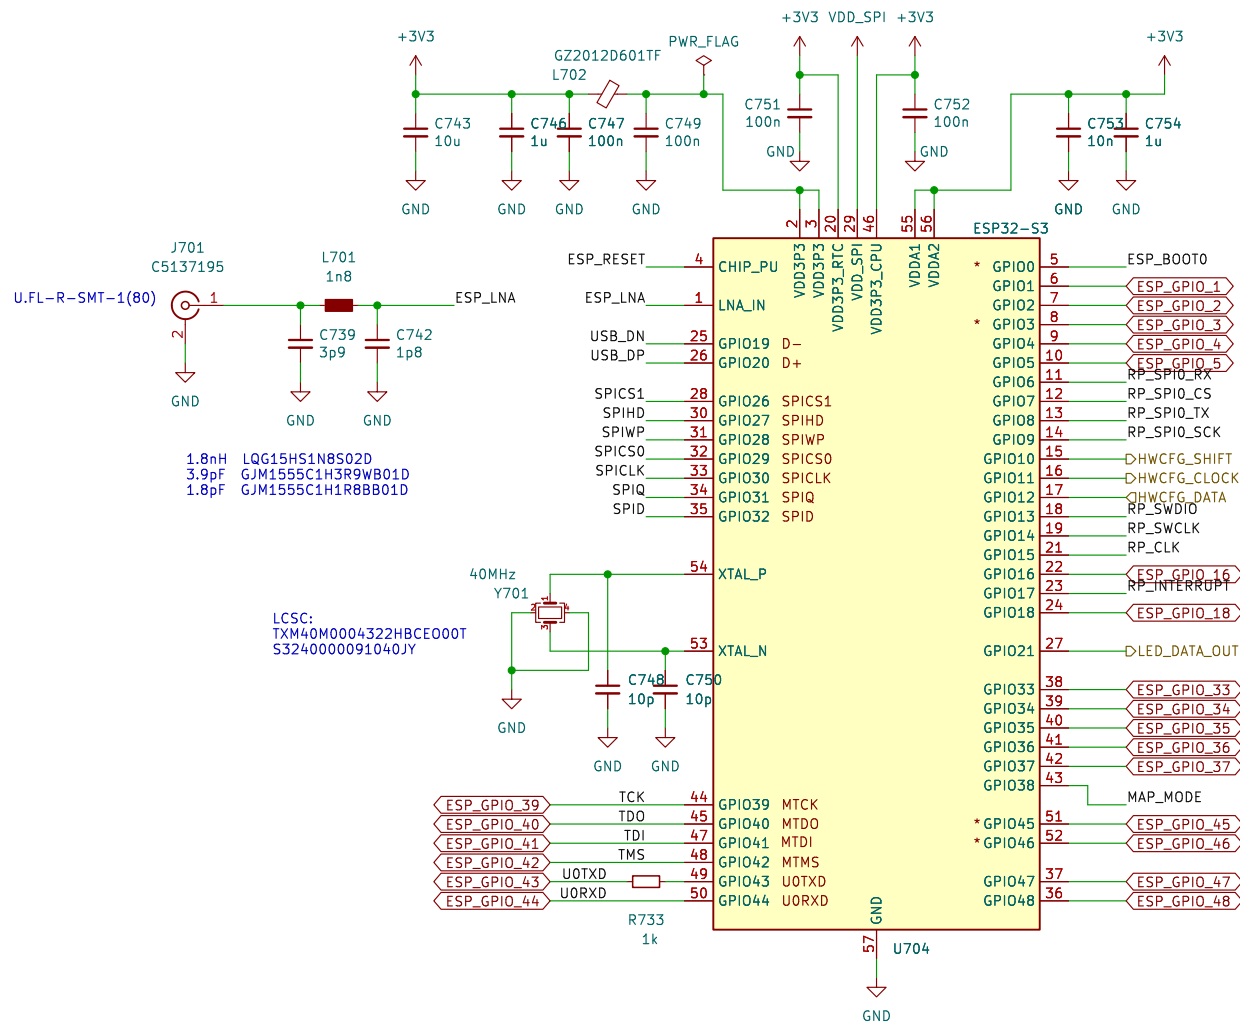 +3V3
GZ2012D601TF
L702
PWR_FLAG
+3V3
VDD_SPI
+3V3
+3V3
C743
10u
C746
1u
C747
100n
C749
100n
C751
100n
C752
100n
C753
10n
C754
1u
GND
GND
GND
GND
GND
GND
GND
GND
2
3
20
29
46
55
56
VDD3P3
VDD3P3
VDD3P3_RTC
VDD_SPI
VDD3P3_CPU
VDDA1
VDDA2
ESP32-S3
J701
C5137195
U.FL-R-SMT-1(80)
1
2
GND
L701
1n8
ESP_LNA
C739
3p9
C742
1p8
GND
GND
1.8nH LQG15HS1N8S02D
3.9pF GJM1555C1H3R9WB01D
1.8pF GJM1555C1H1R8BB01D
ESP_RESET 4 CHIP_PU
ESP_LNA 1 LNA_IN
USB_DN 25 GPIO19 D-
USB_DP 26 GPIO20 D+
SPICS1 28 GPIO26 SPICS1
SPIHD 30 GPIO27 SPIHD
SPIWP 31 GPIO28 SPIWP
SPICS0 32 GPIO29 SPICS0
SPICLK 33 GPIO30 SPICLK
SPIQ 34 GPIO31 SPIQ
SPID 35 GPIO32 SPID
54 XTAL_P
53 XTAL_N
40MHz
Y701
1
2
4
3
LCSC:
TXM40M0004322HBCEO00T
S3240000091040JY
GND
C748
10p
C750
10p
GND
GND
ESP_GPIO_39 TCK 44 GPIO39 MTCK
ESP_GPIO_40 TDO 45 GPIO40 MTDO
ESP_GPIO_41 TDI 47 GPIO41 MTDI
ESP_GPIO_42 TMS 48 GPIO42 MTMS
ESP_GPIO_43 U0TXD 49 GPIO43 U0TXD
ESP_GPIO_44 U0RXD 50 GPIO44 U0RXD
R733
1k
* GPIO0 5 ESP_BOOT0
GPIO1 6 ESP_GPIO_1
GPIO2 7 ESP_GPIO_2
* GPIO3 8 ESP_GPIO_3
GPIO4 9 ESP_GPIO_4
GPIO5 10 ESP_GPIO_5
GPIO6 11 RP_SPI0_RX
GPIO7 12 RP_SPI0_CS
GPIO8 13 RP_SPI0_TX
GPIO9 14 RP_SPI0_SCK
GPIO10 15 HWCFG_SHIFT
GPIO11 16 HWCFG_CLOCK
GPIO12 17 HWCFG_DATA
GPIO13 18 RP_SWDIO
GPIO14 19 RP_SWCLK
GPIO15 21 RP_CLK
GPIO16 22 ESP_GPIO_16
GPIO17 23 RP_INTERRUPT
GPIO18 24 ESP_GPIO_18
GPIO21 27 LED_DATA_OUT
GPIO33 38 ESP_GPIO_33
GPIO34 39 ESP_GPIO_34
GPIO35 40 ESP_GPIO_35
GPIO36 41 ESP_GPIO_36
GPIO37 42 ESP_GPIO_37
GPIO38 43 MAP_MODE
* GPIO45 51 ESP_GPIO_45
* GPIO46 52 ESP_GPIO_46
GPIO47 37 ESP_GPIO_47
GPIO48 36 ESP_GPIO_48
GND
57
U704
GND